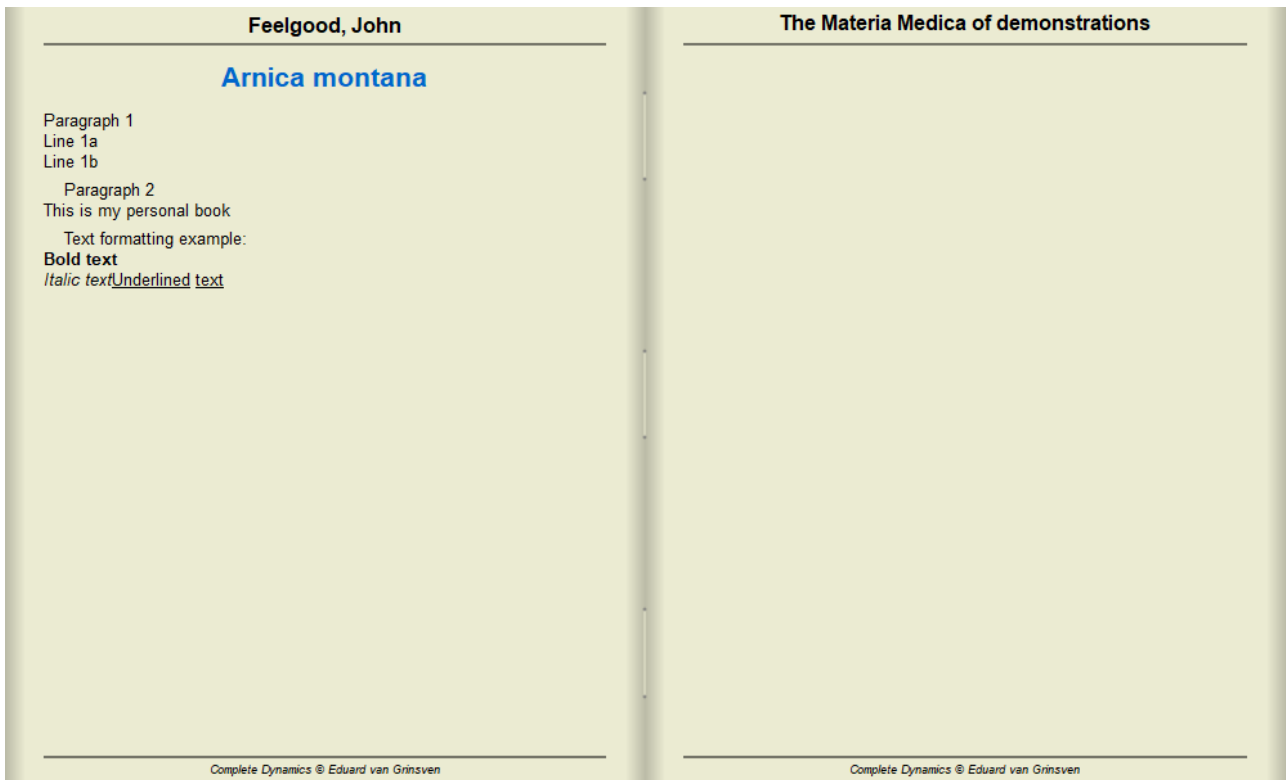 Feelgood, John
Arnica montana
Paragraph 1
Line 1a
Line 1b
Paragraph 2
This is my personal book
Text formatting example:
Bold text
Italic textUnderlined text
Complete Dynamics © Eduard van Grinsven
The Materia Medica of demonstrations
Complete Dynamics © Eduard van Grinsven